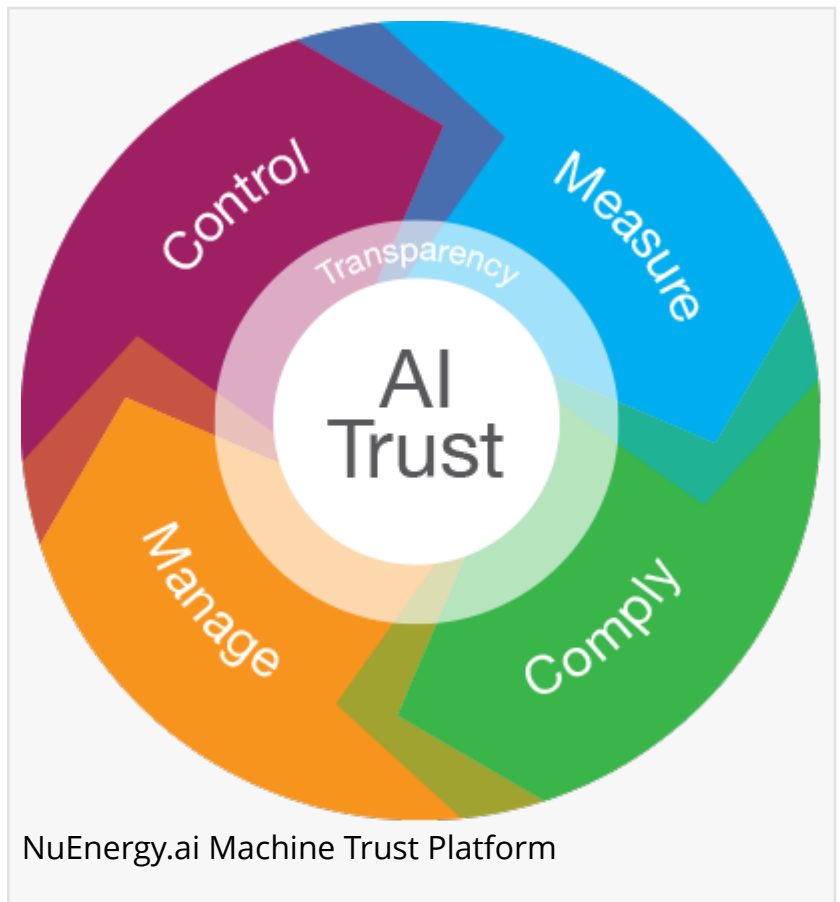 Control
Measure
Transparency
AI
Trust
Manage
Comply
NuEnergy.ai Machine Trust Platform